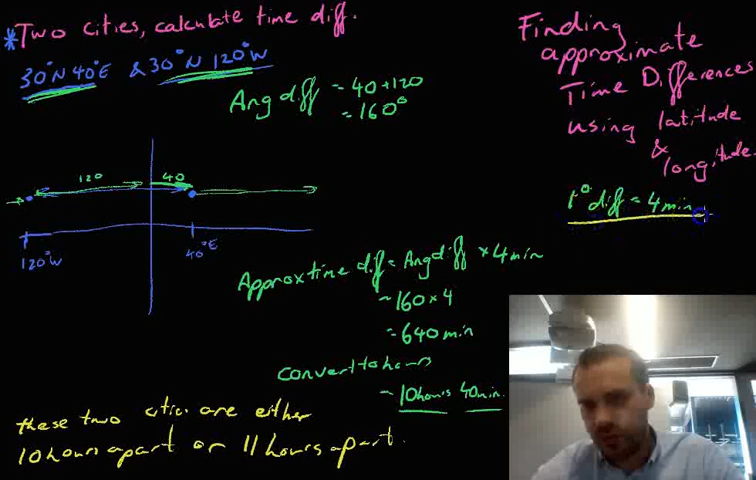 *Two cities, calculate time diff.
30°N 40°E & 30°N 120°W
Ang diff = 40+120
= 160°
120
40
120°W
40°E
Approx time diff = Ang diff × 4 min
~ 160 × 4
= 640 min
convert to hours
~ 10 hours 40 min.
these two citic. are either
10 hours apart or 11 hours apart.
Finding
approximate
Time Differences
using latitude
&
longitude.
1° diff = 4 min